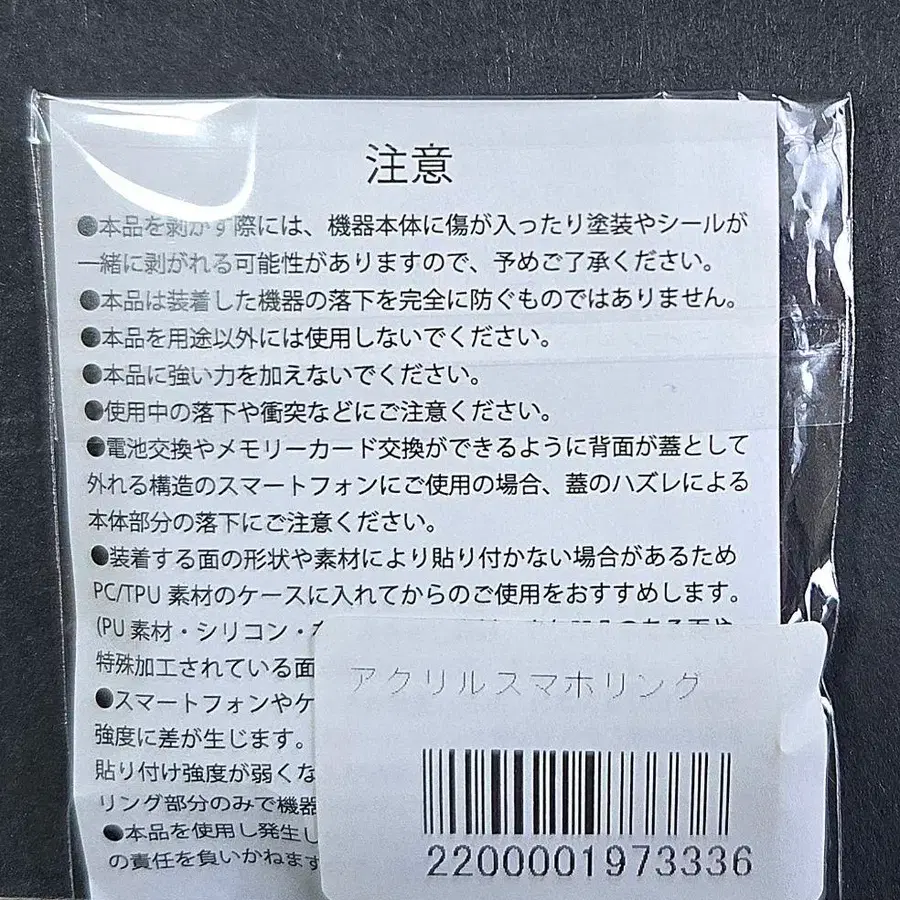 注意
●本品を剥がす際には、機器本体に傷が入ったり塗装やシールが
一緒に剥がれる可能性がありますので、予めご了承ください。
●本品は装着した機器の落下を完全に防ぐものではありません。
●本品を用途以外には使用しないでください。
●本品に強い力を加えないでください。
●使用中の落下や衝突などにご注意ください。
●電池交換やメモリーカード交換ができるように背面が蓋として
外れる構造のスマートフォンにご使用の場合、蓋のハズレによる
本体部分の落下にご注意ください。
●装着する面の形状や素材により貼り付かない場合があるため
PC/TPU 素材のケースに入れてからのご使用をおすすめします。
(PU 素材・シリコン・
特殊加工されている面
●スマートフォンやケ
強度に差が生じます。
貼り付け強度が弱くな
リング部分のみで機器
●本品を使用し発生し
の責任を負いかねます
アクリルスマホリング
2200001973336